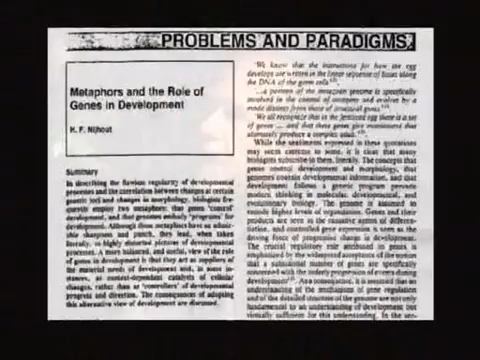 PROBLEMS AND PARADIGMS
Metaphors and the Role of
Genes in Development
H. F. Nijhout
Summary
In describing the flawless regularity of developmental
processes and the correlation between changes at certain
genetic loci and changes in morphology, biologists fre-
quently employ two metaphors: that genes 'control'
development, and that genomes embody 'programs' for
development. Although these metaphors have an admir-
able sharpness and punch, they lead, when taken
literally, to highly distorted pictures of developmental
processes. A more balanced, and useful, view of the role
of genes in development is that they act as suppliers of
the material needs of development and, in some in-
stances, as context-dependent catalysts of cellular
changes, rather than as 'controllers' of developmental
progress and direction. The consequences of adopting
this alternative view of development are discussed.
'We know that the instructions for how the egg
develops are written in the linear sequence of bases along
the DNA of the germ cells'
'... a portion of the metazoan genome is specifically
involved in the control of ontogeny and evolves by a
mode distinct from those of structural genes'
'We all recognize that in the fertilized egg there is a set
of genes ... and that these genes give instructions that
ultimately produce a complex adult.'
While the sentiments expressed in these quotations
may seem extreme to some, it is clear that many
biologists subscribe to them, literally. The concepts that
genes control development and morphology, that
genomes contain developmental information, and that
development follows a genetic program pervade
modern thinking in molecular, developmental, and
evolutionary biology. The genome is assumed to
encode higher levels of organization. Genes and their
products are seen as the causative agents of differen-
tiation, and controlled gene expression is seen as the
driving force of progressive change in development.
The crucial regulatory role attributed to genes is
emphasized by the widespread acceptance of the notion
that a substantial number of genes are specifically
concerned with the orderly progression of events during
development. As a consequence, it is assumed that an
understanding of the mechanisms of gene regulation
and of the detailed structure of the genome are not only
fundamental to an understanding of development but
virtually sufficient for this understanding. In the